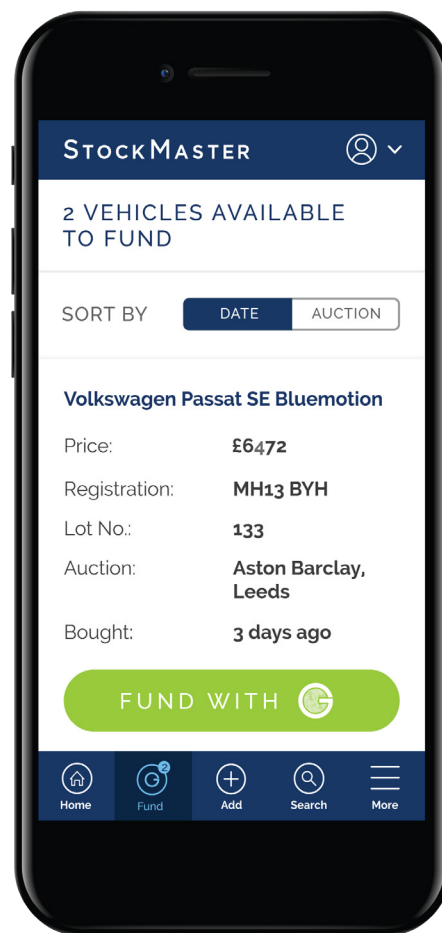 STOCKMASTER
2 VEHICLES AVAILABLE
TO FUND
SORT BY
DATE
AUCTION
Volkswagen Passat SE Bluemotion
Price: £6472
Registration: MH13 BYH
Lot No.: 133
Auction: Aston Barclay,
Leeds
Bought: 3 days ago
FUND WITH G
2
Home
Fund
Add
Search
More